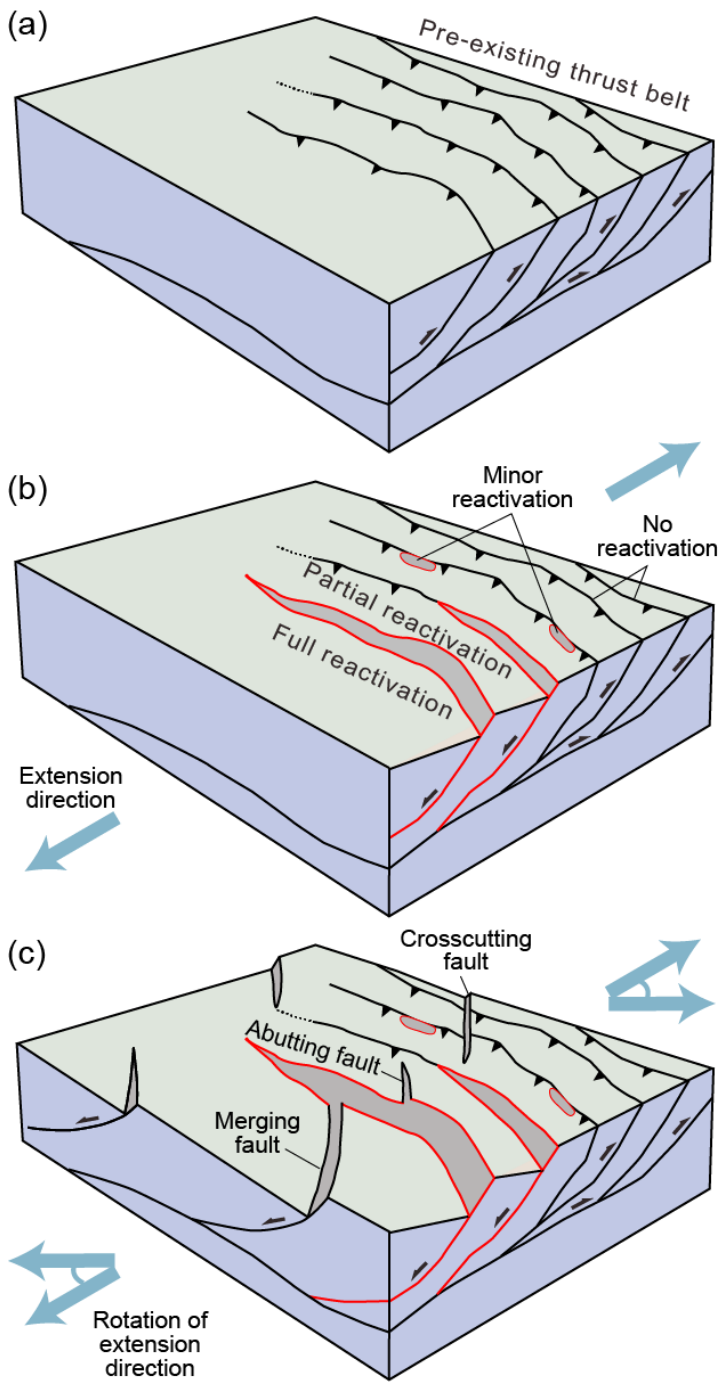 (a)
Pre-existing thrust belt
(b)
Minor
reactivation
No
reactivation
Partial reactivation
Full reactivation
Extension
direction
(c)
Crosscutting
fault
Abutting fault
Merging
fault
Rotation of
extension
direction